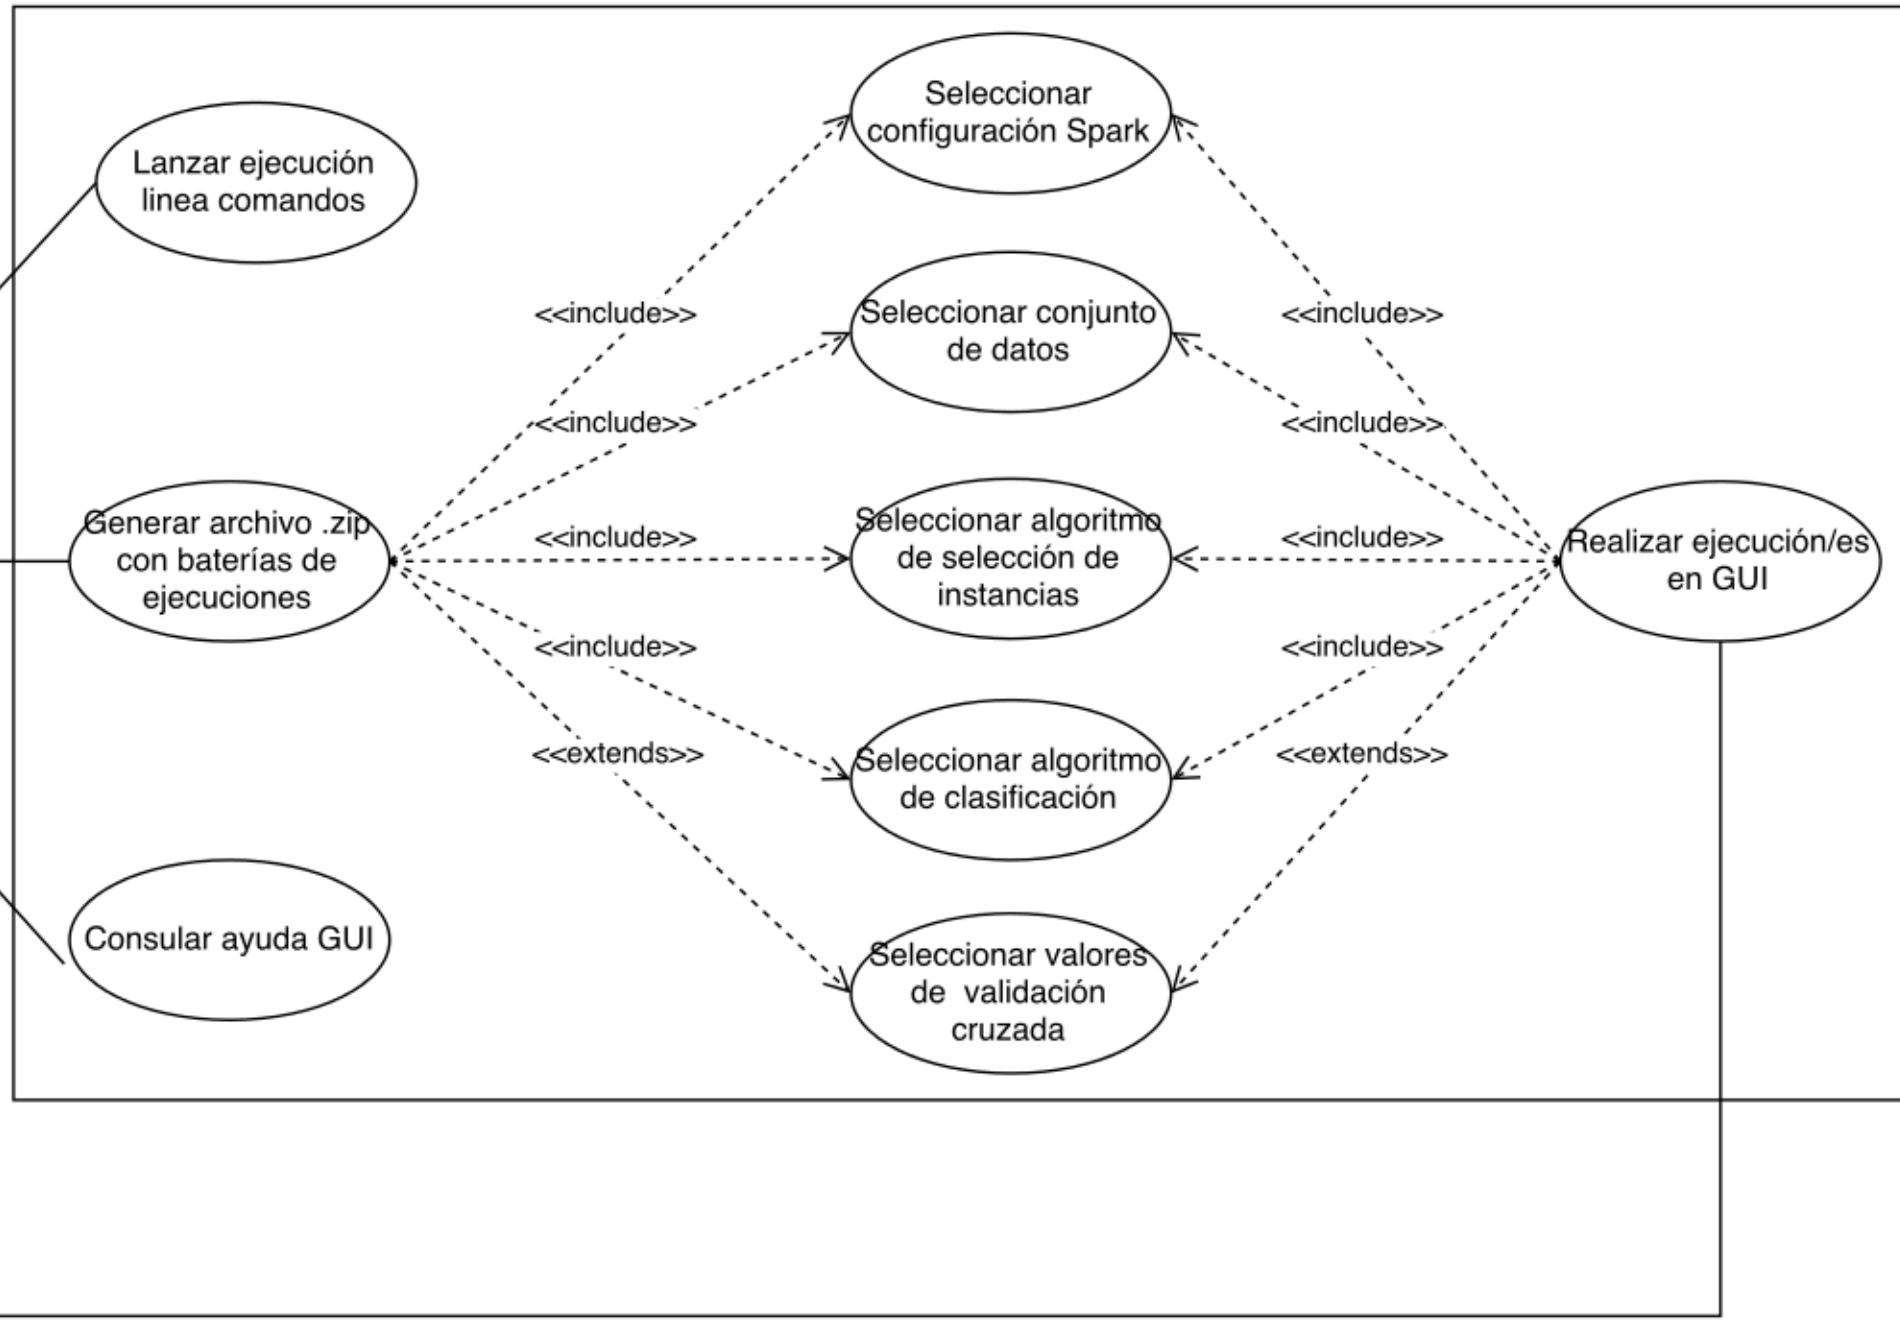 Seleccionar
configuración Spark
Lanzar ejecución
linea comandos
<<include>>
<<include>>
Seleccionar conjunto
de datos
<<include>>
<<include>>
Generar archivo .zip
con baterías de
ejecuciones
<<include>>
Seleccionar algoritmo
de selección de
instancias
<<include>>
Realizar ejecución/es
en GUI
<<include>>
<<include>>
<<extends>>
Seleccionar algoritmo
de clasificación
<<extends>>
Consular ayuda GUI
Seleccionar valores
de  validación
cruzada